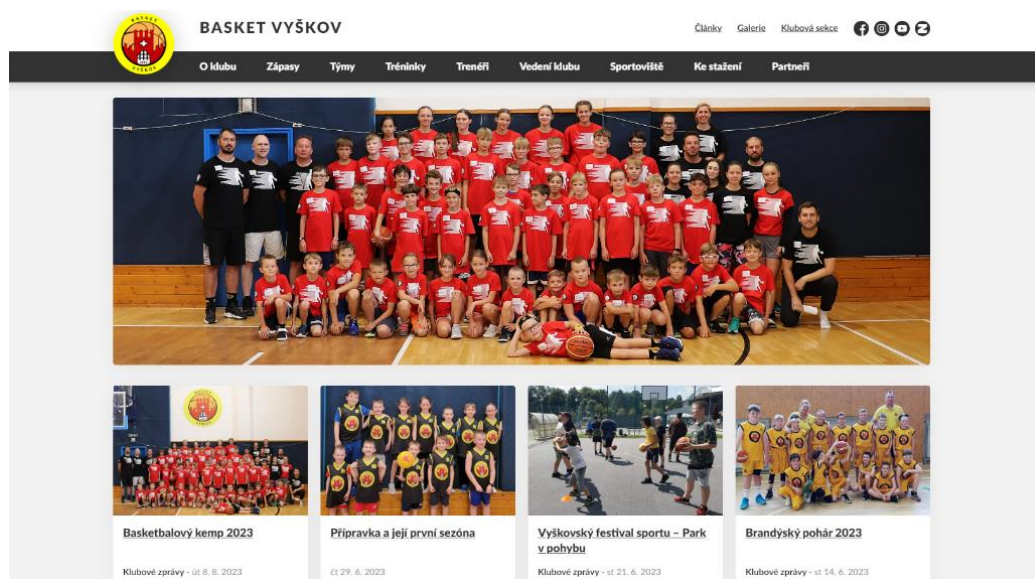 BASKET VYŠKOV
Články Galerie Klubová sekce
O klubu Zápasy Týmy Tréninky Trenéři Vedení klubu Sportoviště Ke stažení Partneři
Basketbalový kemp 2023
Klubové zprávy - út 8. 8. 2023
Přípravka a její první sezóna
čt 29. 6. 2023
Vyškovský festival sportu – Park
v pohybu
Klubové zprávy - st 21. 6. 2023
Brandýský pohár 2023
Klubové zprávy - st 14. 6. 2023